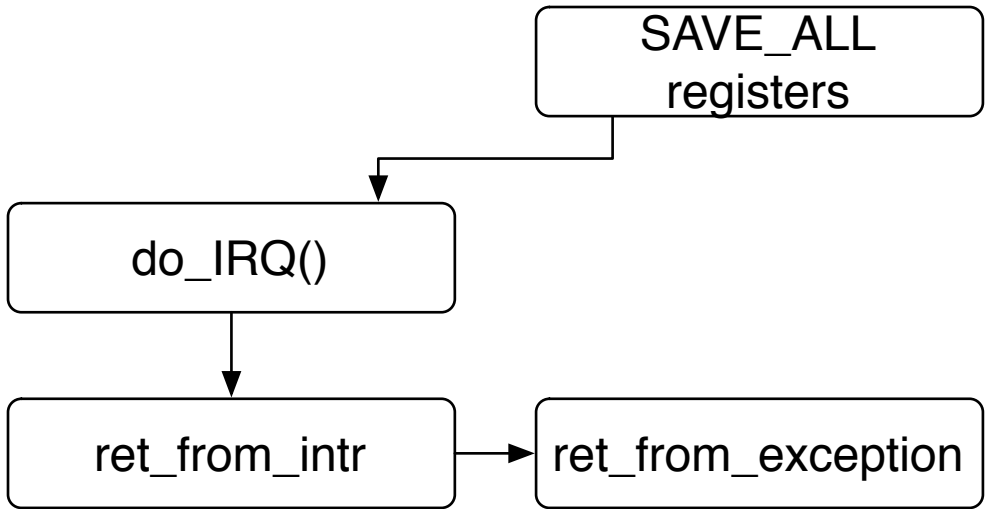 SAVE_ALL
registers
do_IRQ()
ret_from_intr
ret_from_exception